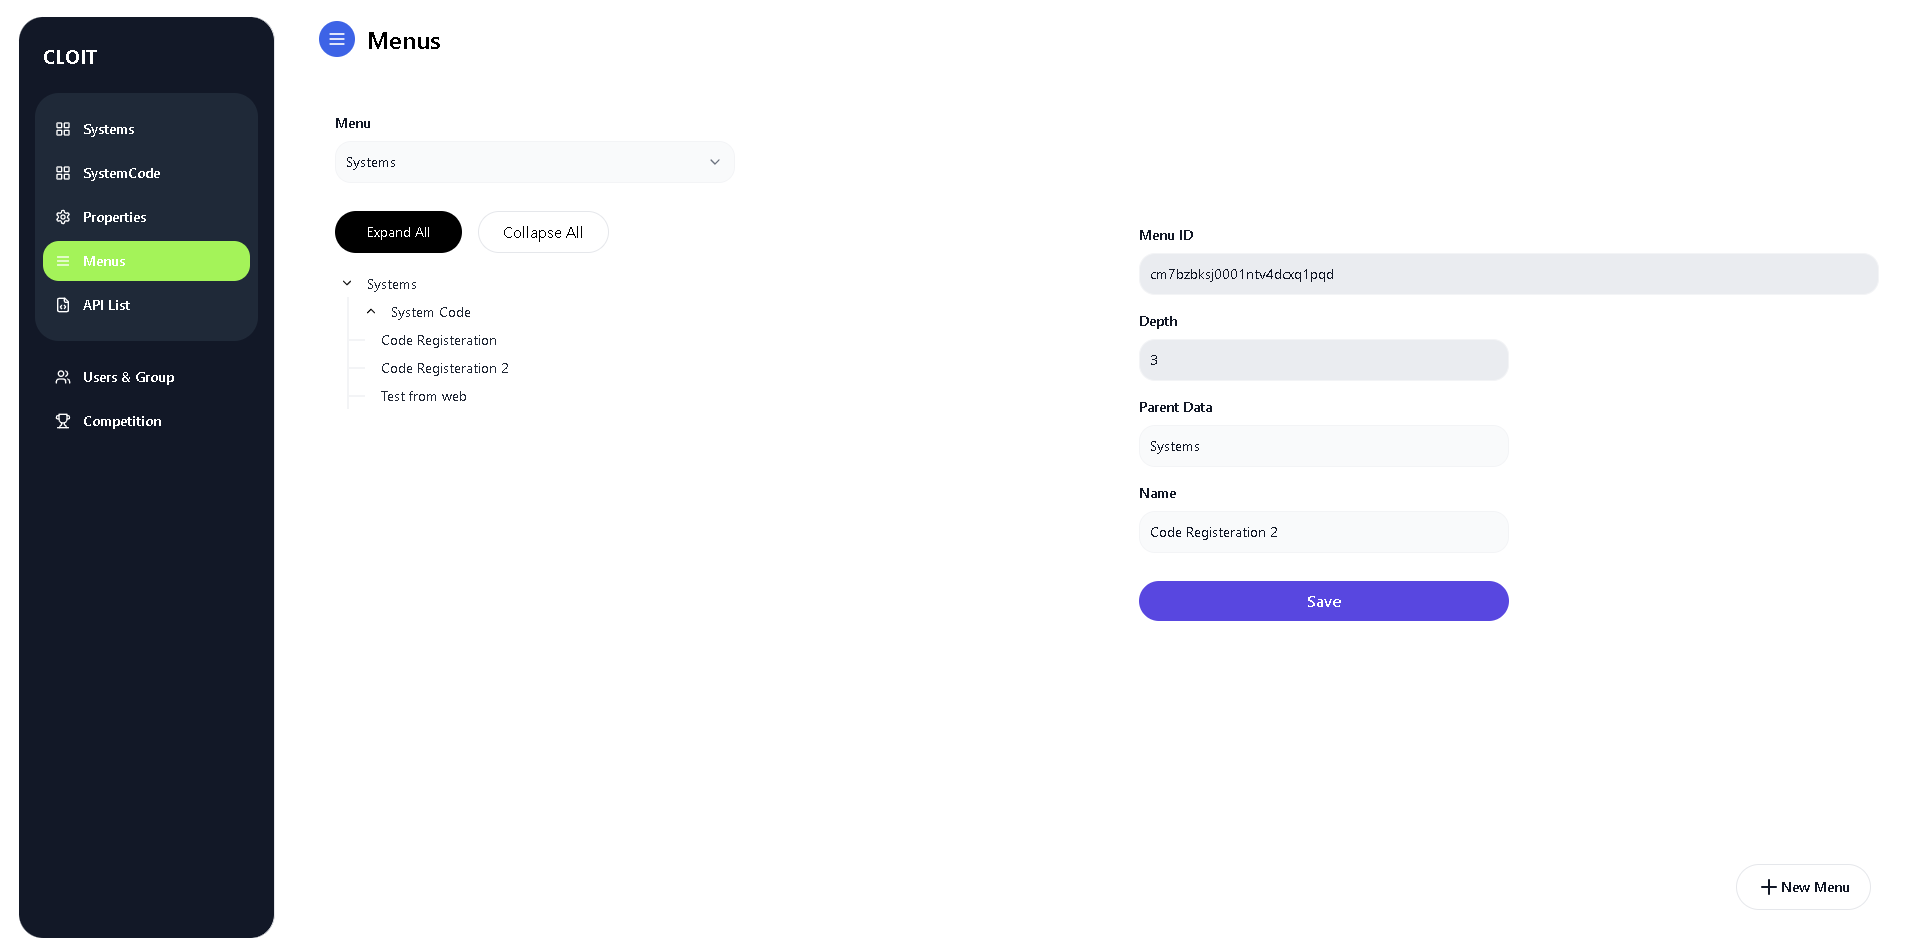 CLOIT
Systems
SystemCode
Properties
Menus
API List
Users & Group
Competition
Menus
Menu
Systems
Expand All
Collapse All
Systems
System Code
Code Registeration
Code Registeration 2
Test from web
Menu ID
cm7bzbksj0001ntv4dcxq1pqd
Depth
3
Parent Data
Systems
Name
Code Registeration 2
Save
New Menu